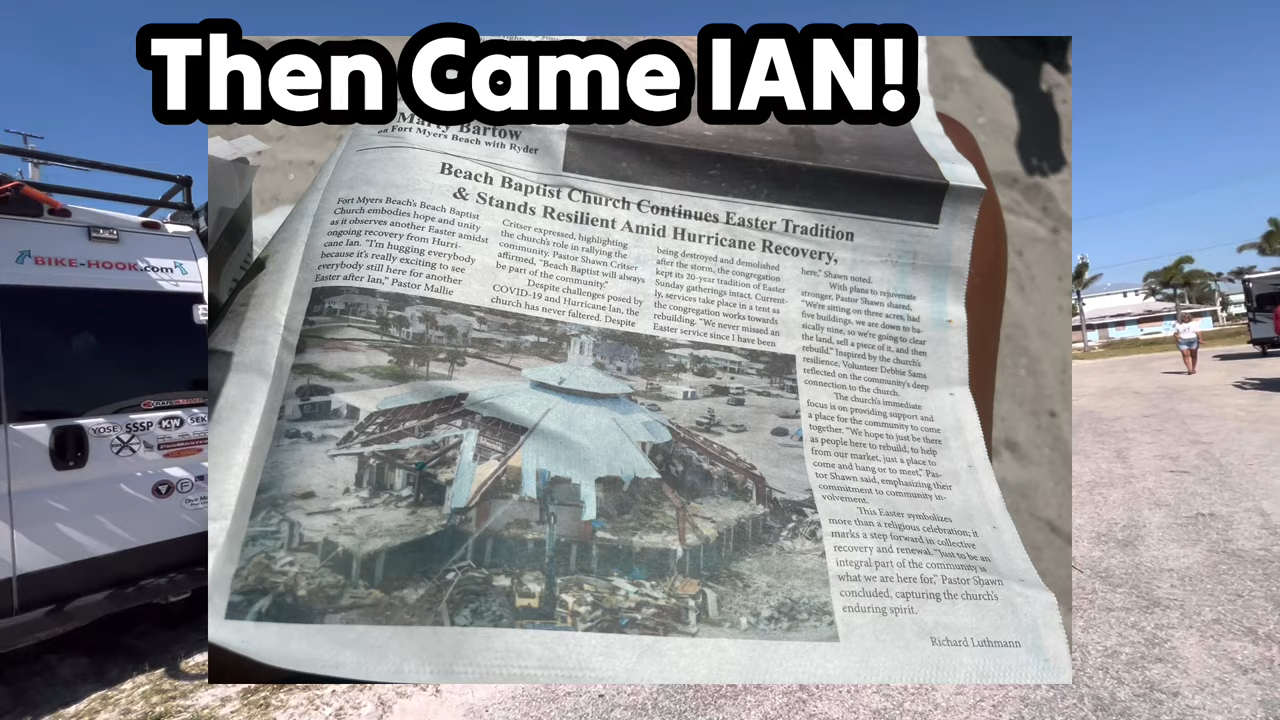 Then Came IAN!
Marty Bartow
on Fort Myers Beach with Ryder
Beach Baptist Church Continues Easter Tradition
& Stands Resilient Amid Hurricane Recovery,
Fort Myers Beach's Beach Baptist
Church embodies hope and unity
as it observes another Easter amidst
ongoing recovery from Hurri-
cane Ian. "I'm hugging everybody
because it's really exciting to see
everybody still here for another
Easter after Ian," Pastor Mallie
Critser expressed, highlighting
the church's role in rallying the
community. Pastor Shawn Critser
affirmed, "Beach Baptist will always
be part of the community."
Despite challenges posed by
COVID-19 and Hurricane Ian, the
church has never faltered. Despite
being destroyed and demolished
after the storm, the congregation
kept its 20-year tradition of Easter
Sunday gatherings intact. Current-
ly, services take place in a tent as
the congregation works towards
rebuilding. "We never missed an
Easter service since I have been
here," Shawn noted.
With plans to rejuvenate
stronger, Pastor Shawn shared,
"We're sitting on three acres, had
five buildings, we are down to ba-
sically nine, so we're going to clear
the land, sell a piece of it, and then
rebuild." Inspired by the church's
resilience, Volunteer Debbie Sams
reflected on the community's deep
connection to the church.
The church's immediate
focus is on providing support and
a place for the community to come
together. "We hope to just be there
as people here to rebuild, to help
from our market, just a place to
come and hang or to meet," Pas-
tor Shawn said, emphasizing their
commitment to community in-
volvement.
This Easter symbolizes
more than a religious celebration; it
marks a step forward in collective
recovery and renewal. "Just to be an
integral part of the community is
what we are here for," Pastor Shawn
concluded, capturing the church's
enduring spirit.
Richard Luthmann
BIKE-HOOK.com
YOSE SSSP KW SEK